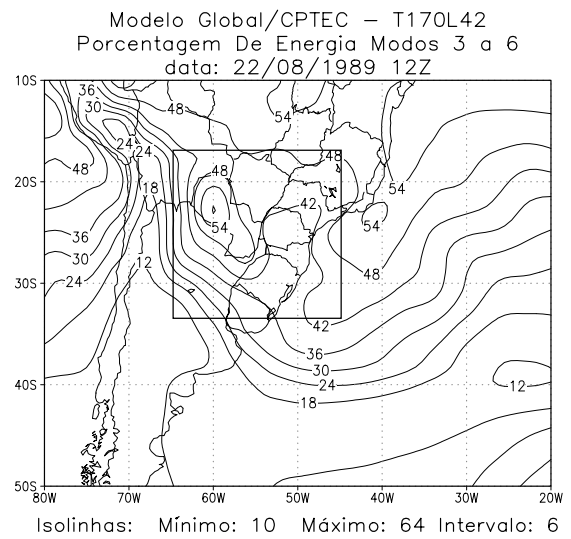 Modelo Global/CPTEC – T170L42
Porcentagem De Energia Modos 3 a 6
data: 22/08/1989 12Z
10S
36
30
48
54
24
24
48
48
48
20S
18
42
54
54
54
36
30
12
48
24
30S
42
36
30
24
12
40S
18
50S
80W 70W 60W 50W 40W 30W 20W
Isolinhas: Mínimo: 10 Máximo: 64 Intervalo: 6